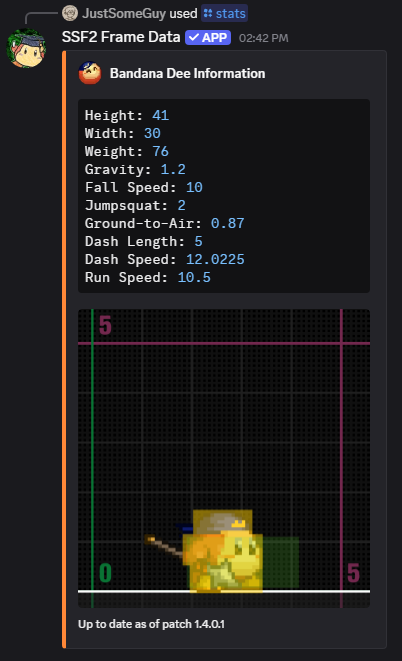 JustSomeGuy used stats
SSF2 Frame Data ✓ APP 02:42 PM
Bandana Dee Information
Height: 41
Width: 30
Weight: 76
Gravity: 1.2
Fall Speed: 10
Jumpsquat: 2
Ground-to-Air: 0.87
Dash Length: 5
Dash Speed: 12.0225
Run Speed: 10.5
5
0
5
Up to date as of patch 1.4.0.1